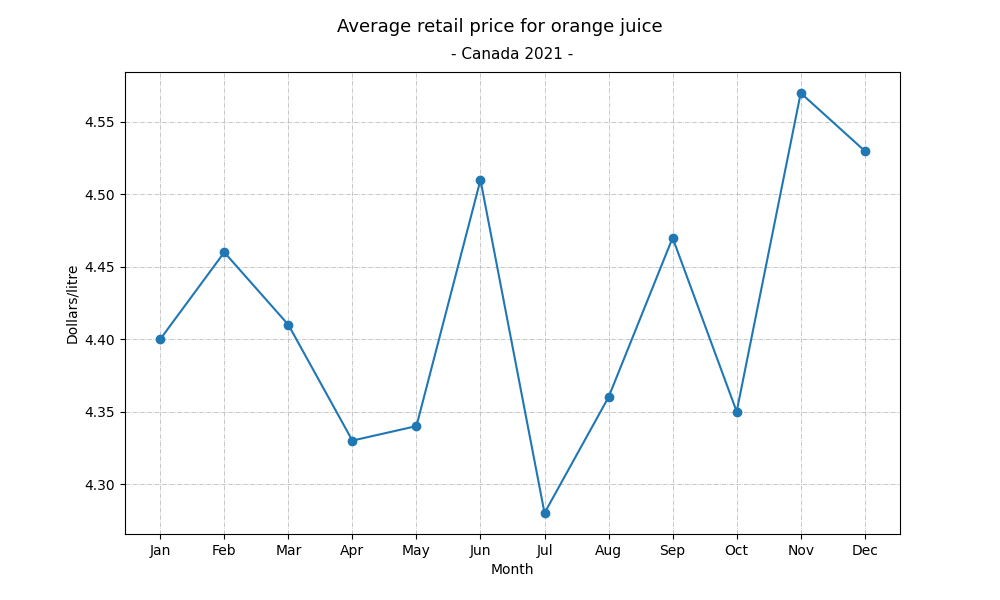 Average retail price for orange juice
- Canada 2021 -
Dollars/litre
4.55
4.50
4.45
4.40
4.35
4.30
Jan Feb Mar Apr May Jun Jul Aug Sep Oct Nov Dec
Month